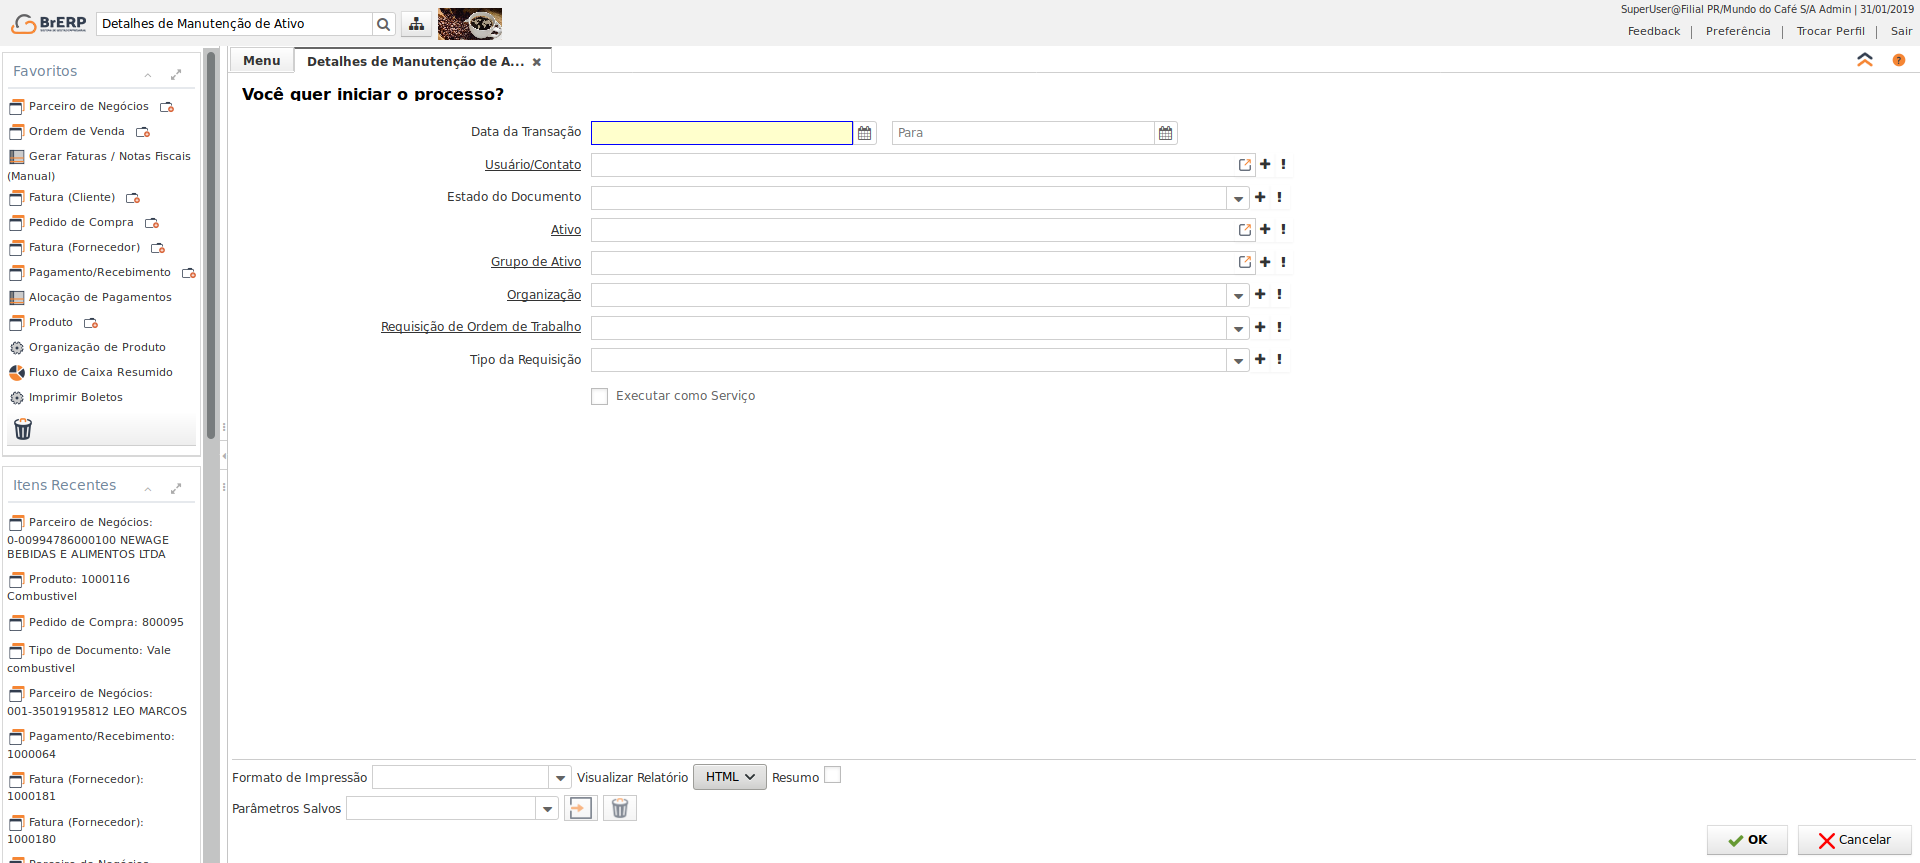 BrERP
Detalhes de Manutenção de Ativo
SuperUser@Filial PR/Mundo do Café S/A Admin | 31/01/2019
Feedback | Preferência | Trocar Perfil | Sair
Favoritos
Parceiro de Negócios
Ordem de Venda
Gerar Faturas / Notas Fiscais
(Manual)
Fatura (Cliente)
Pedido de Compra
Fatura (Fornecedor)
Pagamento/Recebimento
Alocação de Pagamentos
Produto
Organização de Produto
Fluxo de Caixa Resumido
Imprimir Boletos
Itens Recentes
Parceiro de Negócios:
0-00994786000100 NEWAGE
BEBIDAS E ALIMENTOS LTDA
Produto: 1000116
Combustivel
Pedido de Compra: 800095
Tipo de Documento: Vale
combustivel
Parceiro de Negócios:
001-35019195812 LEO MARCOS
Pagamento/Recebimento:
1000064
Fatura (Fornecedor):
1000181
Fatura (Fornecedor):
1000180
Parceiro de Negócios
Menu
Detalhes de Manutenção de A...
Você quer iniciar o processo?
Data da Transação
Para
Usuário/Contato
Estado do Documento
Ativo
Grupo de Ativo
Organização
Requisição de Ordem de Trabalho
Tipo da Requisição
Executar como Serviço
Formato de Impressão
Visualizar Relatório HTML Resumo
Parâmetros Salvos
OK Cancelar